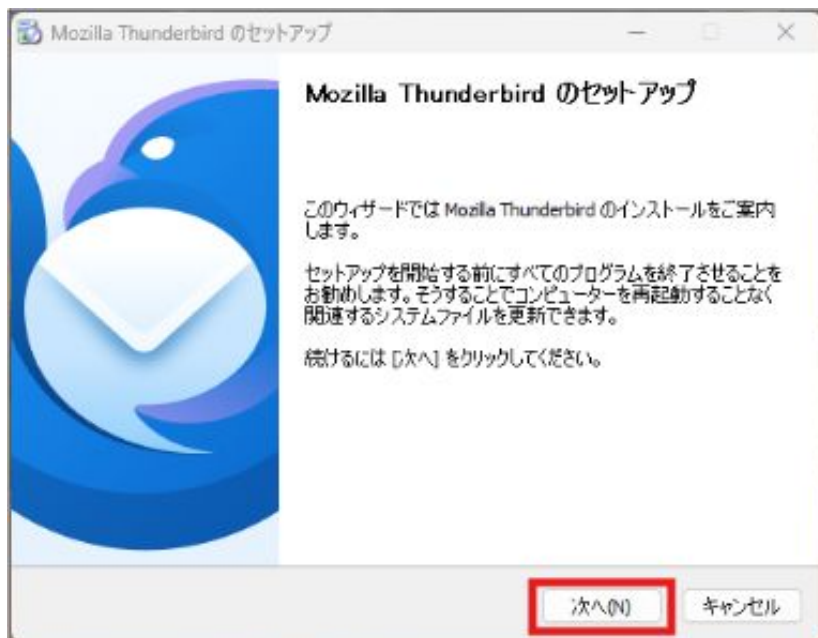 Mozilla Thunderbird のセットアップ
Mozilla Thunderbird のセットアップ
このウィザードでは Mozilla Thunderbird のインストールをご案内
します。
セットアップを開始する前にすべてのプログラムを終了させることを
お勧めします。そうすることでコンピューターを再起動することなく
関連するシステムファイルを更新できます。
続けるには [次へ] をクリックしてください。
次へ(N)
キャンセル